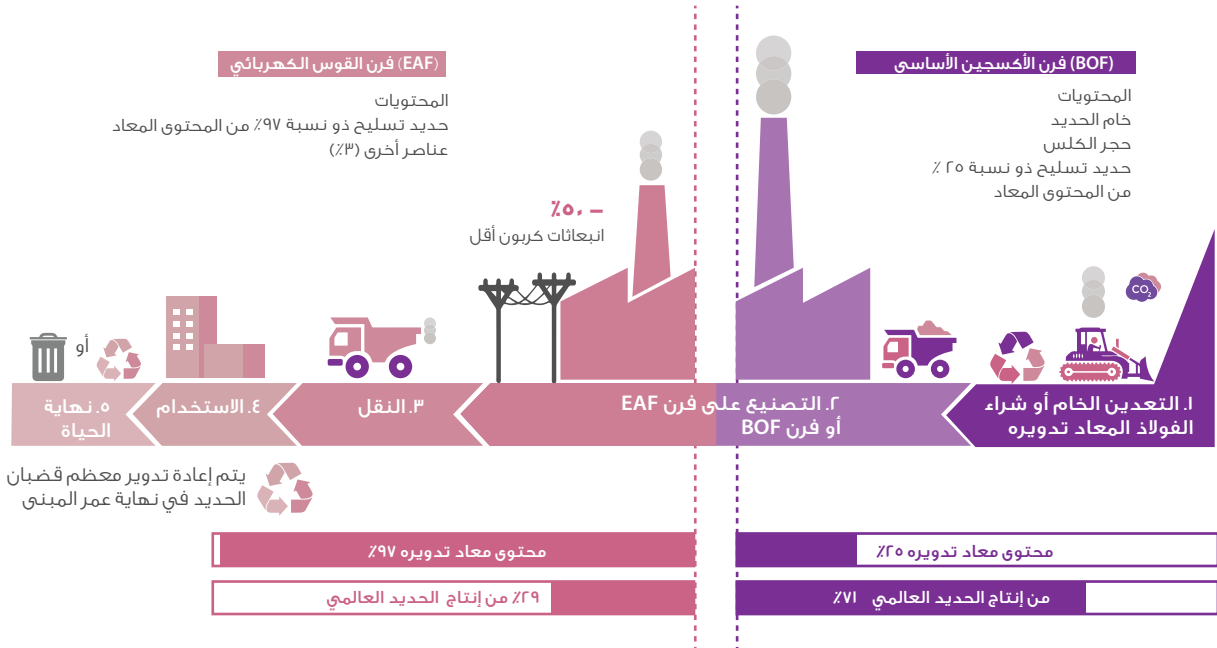 (BOF) فرن الأكسجين الأساسى
المحتويات
خام الحديد
حجر الكلس
حديد تسليح ذو نسبة ٢٥ ٪
من المحتوى المعاد
(EAF) فرن القوس الكهربائي
المحتويات
حديد تسليح ذو نسبة ٩٧٪ من المحتوى المعاد
عناصر أخرى (٣٪)
– ٥٠٪
انبعاثات كربون أقل
CO₂
أو
١. التعدين الخام أو شراء
الفولاذ المعاد تدويره
٢. التصنيع على فرن EAF
أو فرن BOF
٣. النقل
٤. الاستخدام
٥. نهاية
الحياة
يتم إعادة تدوير معظم قضبان
الحديد في نهاية عمر المبنى
محتوى معاد تدويره ٢٥٪
من إنتاج الحديد العالمي ٧١٪
محتوى معاد تدويره ٩٧٪
٢٩٪ من إنتاج الحديد العالمي